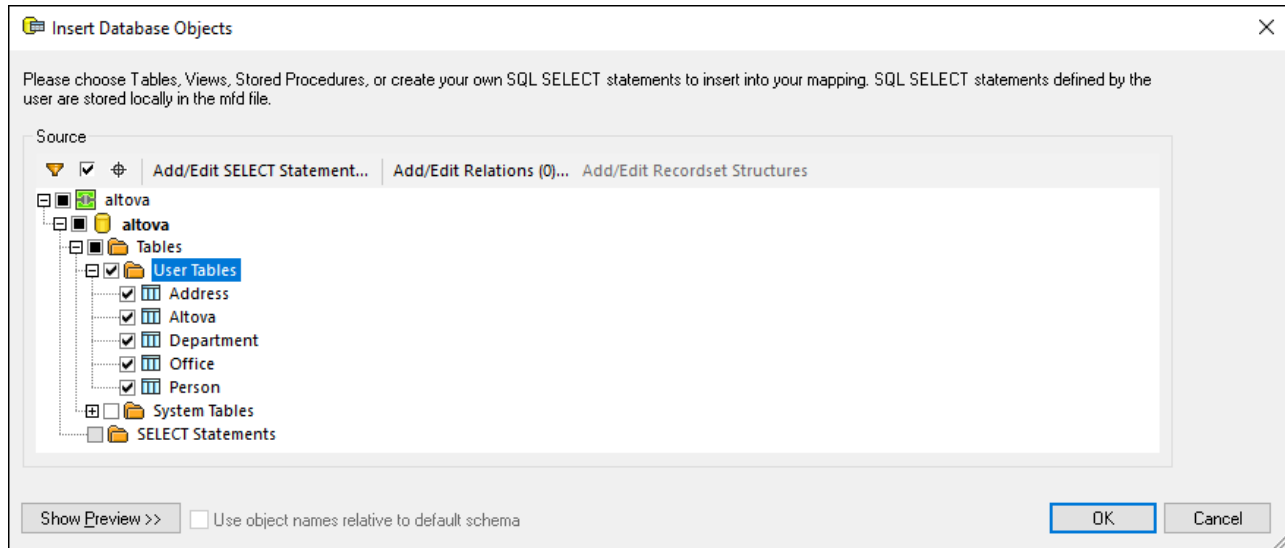 Insert Database Objects
Please choose Tables, Views, Stored Procedures, or create your own SQL SELECT statements to insert into your mapping. SQL SELECT statements defined by the
user are stored locally in the mfd file.
Source
Add/Edit SELECT Statement... Add/Edit Relations (0)... Add/Edit Recordset Structures
altova
altova
Tables
User Tables
Address
Altova
Department
Office
Person
System Tables
SELECT Statements
Show Preview >> Use object names relative to default schema OK Cancel